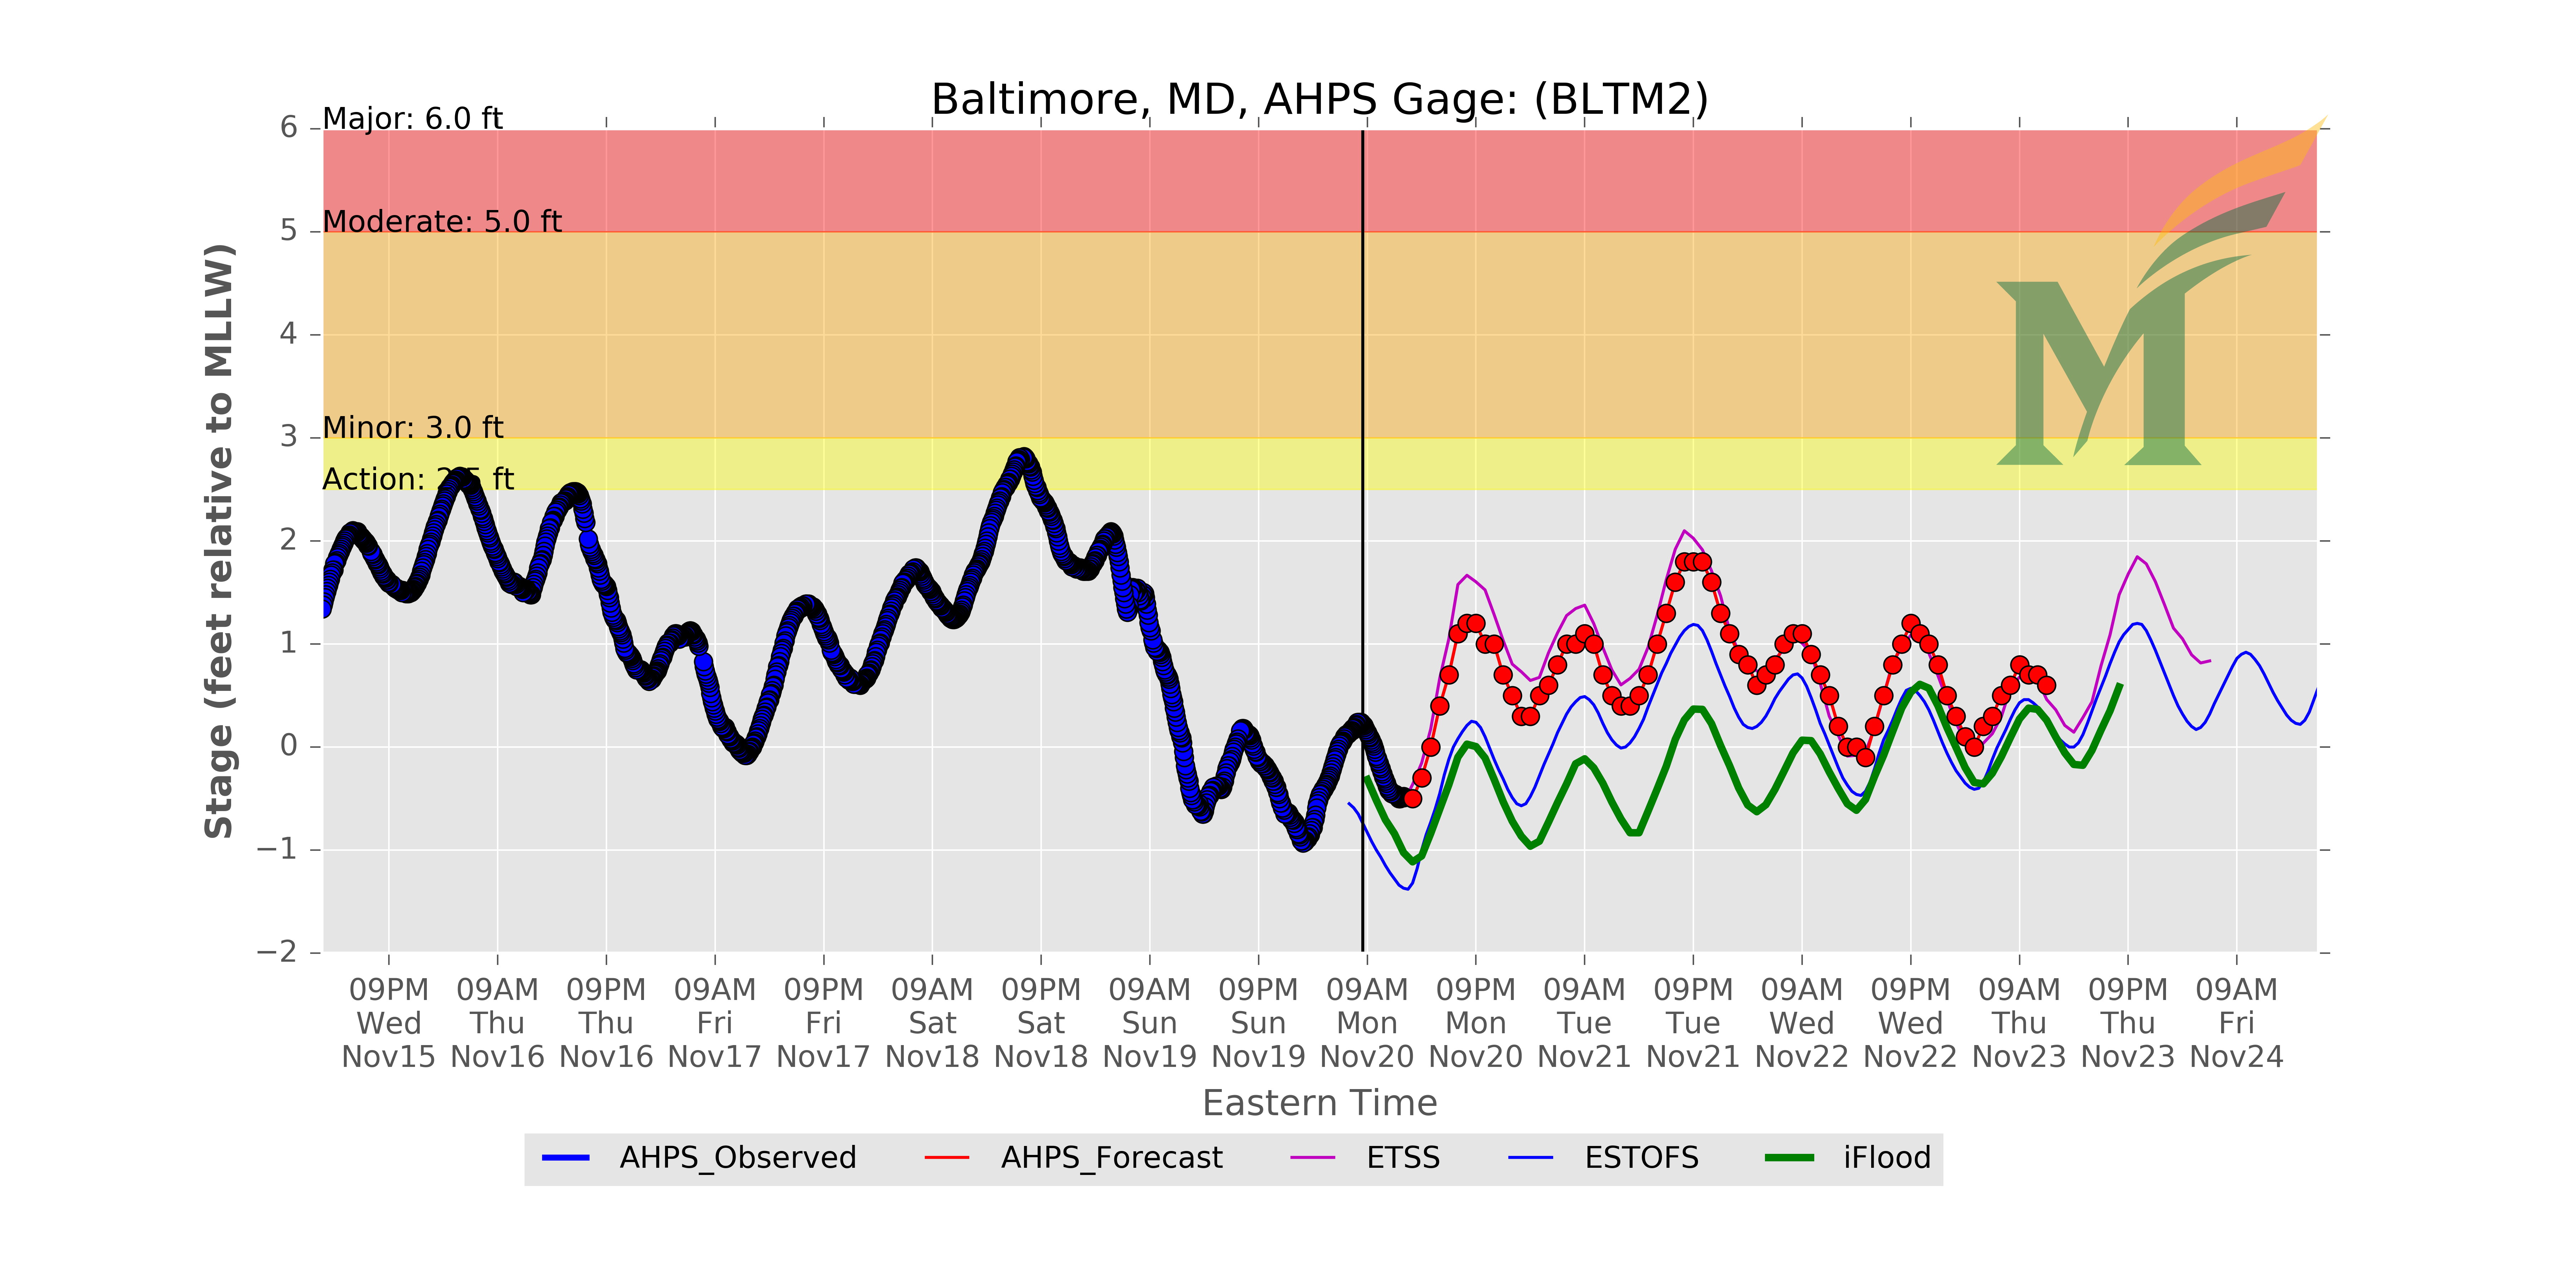 Baltimore, MD, AHPS Gage: (BLTM2)
Major: 6.0 ft
Moderate: 5.0 ft
Minor: 3.0 ft
Action: 2.5 ft
Stage (feet relative to MLLW)
6
5
4
3
2
1
0
−1
−2
09PM 09AM 09PM 09AM 09PM 09AM 09PM 09AM 09PM 09AM 09PM 09AM 09PM 09AM 09PM 09AM 09PM 09AM
Wed Thu Thu Fri Fri Sat Sat Sun Sun Mon Mon Tue Tue Wed Wed Thu Thu Fri
Nov15 Nov16 Nov16 Nov17 Nov17 Nov18 Nov18 Nov19 Nov19 Nov20 Nov20 Nov21 Nov21 Nov22 Nov22 Nov23 Nov23 Nov24
Eastern Time
AHPS_Observed AHPS_Forecast ETSS ESTOFS iFlood
M